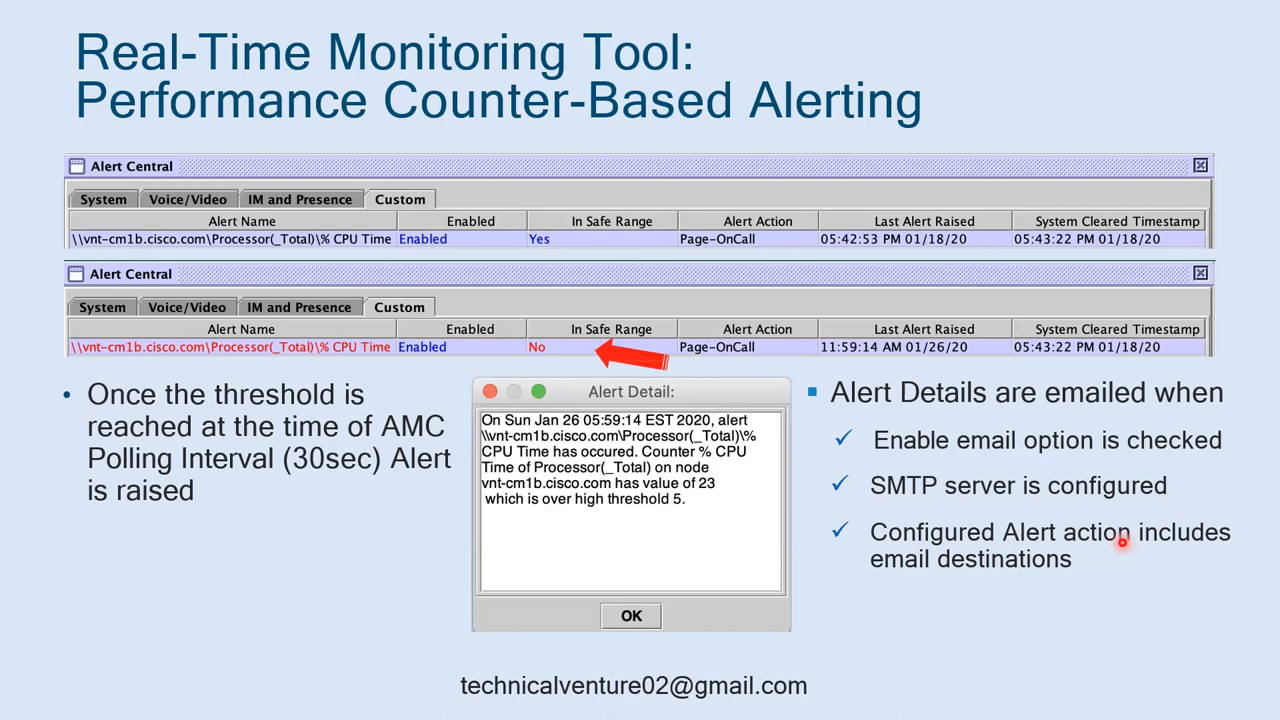 Real-Time Monitoring Tool:
Performance Counter-Based Alerting
Alert Central
System Voice/Video IM and Presence Custom
Alert Name Enabled In Safe Range Alert Action Last Alert Raised System Cleared Timestamp
\\vnt-cm1b.cisco.com\Processor(_Total)\% CPU Time Enabled Yes Page-OnCall 05:42:53 PM 01/18/20 05:43:22 PM 01/18/20
Alert Central
System Voice/Video IM and Presence Custom
Alert Name Enabled In Safe Range Alert Action Last Alert Raised System Cleared Timestamp
\\vnt-cm1b.cisco.com\Processor(_Total)\% CPU Time Enabled No Page-OnCall 11:59:14 AM 01/26/20 05:43:22 PM 01/18/20
• Once the threshold is
reached at the time of AMC
Polling Interval (30sec) Alert
is raised
Alert Detail:
On Sun Jan 26 05:59:14 EST 2020, alert
\\vnt-cm1b.cisco.com\Processor(_Total)\%
CPU Time has occured. Counter % CPU
Time of Processor(_Total) on node
vnt-cm1b.cisco.com has value of 23
which is over high threshold 5.
OK
▪ Alert Details are emailed when
✓ Enable email option is checked
✓ SMTP server is configured
✓ Configured Alert action includes
email destinations
technicalventure02@gmail.com